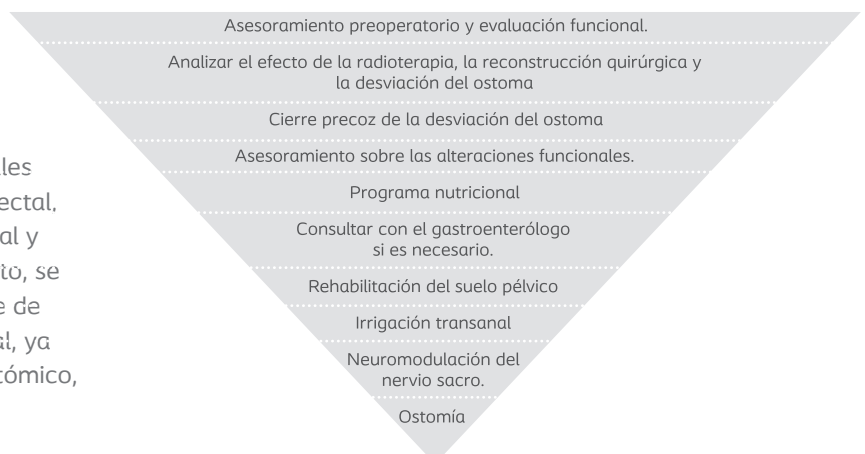 Asesoramiento preoperatorio y evaluación funcional.
Analizar el efecto de la radioterapia, la reconstrucción quirúrgica y
la desviación del ostoma
Cierre precoz de la desviación del ostoma
Asesoramiento sobre las alteraciones funcionales.
Programa nutricional
Consultar con el gastroenterólogo
si es necesario.
Rehabilitación del suelo pélvico
Irrigación transanal
Neuromodulación del
nervio sacro.
Ostomía
al y
se
de
ya